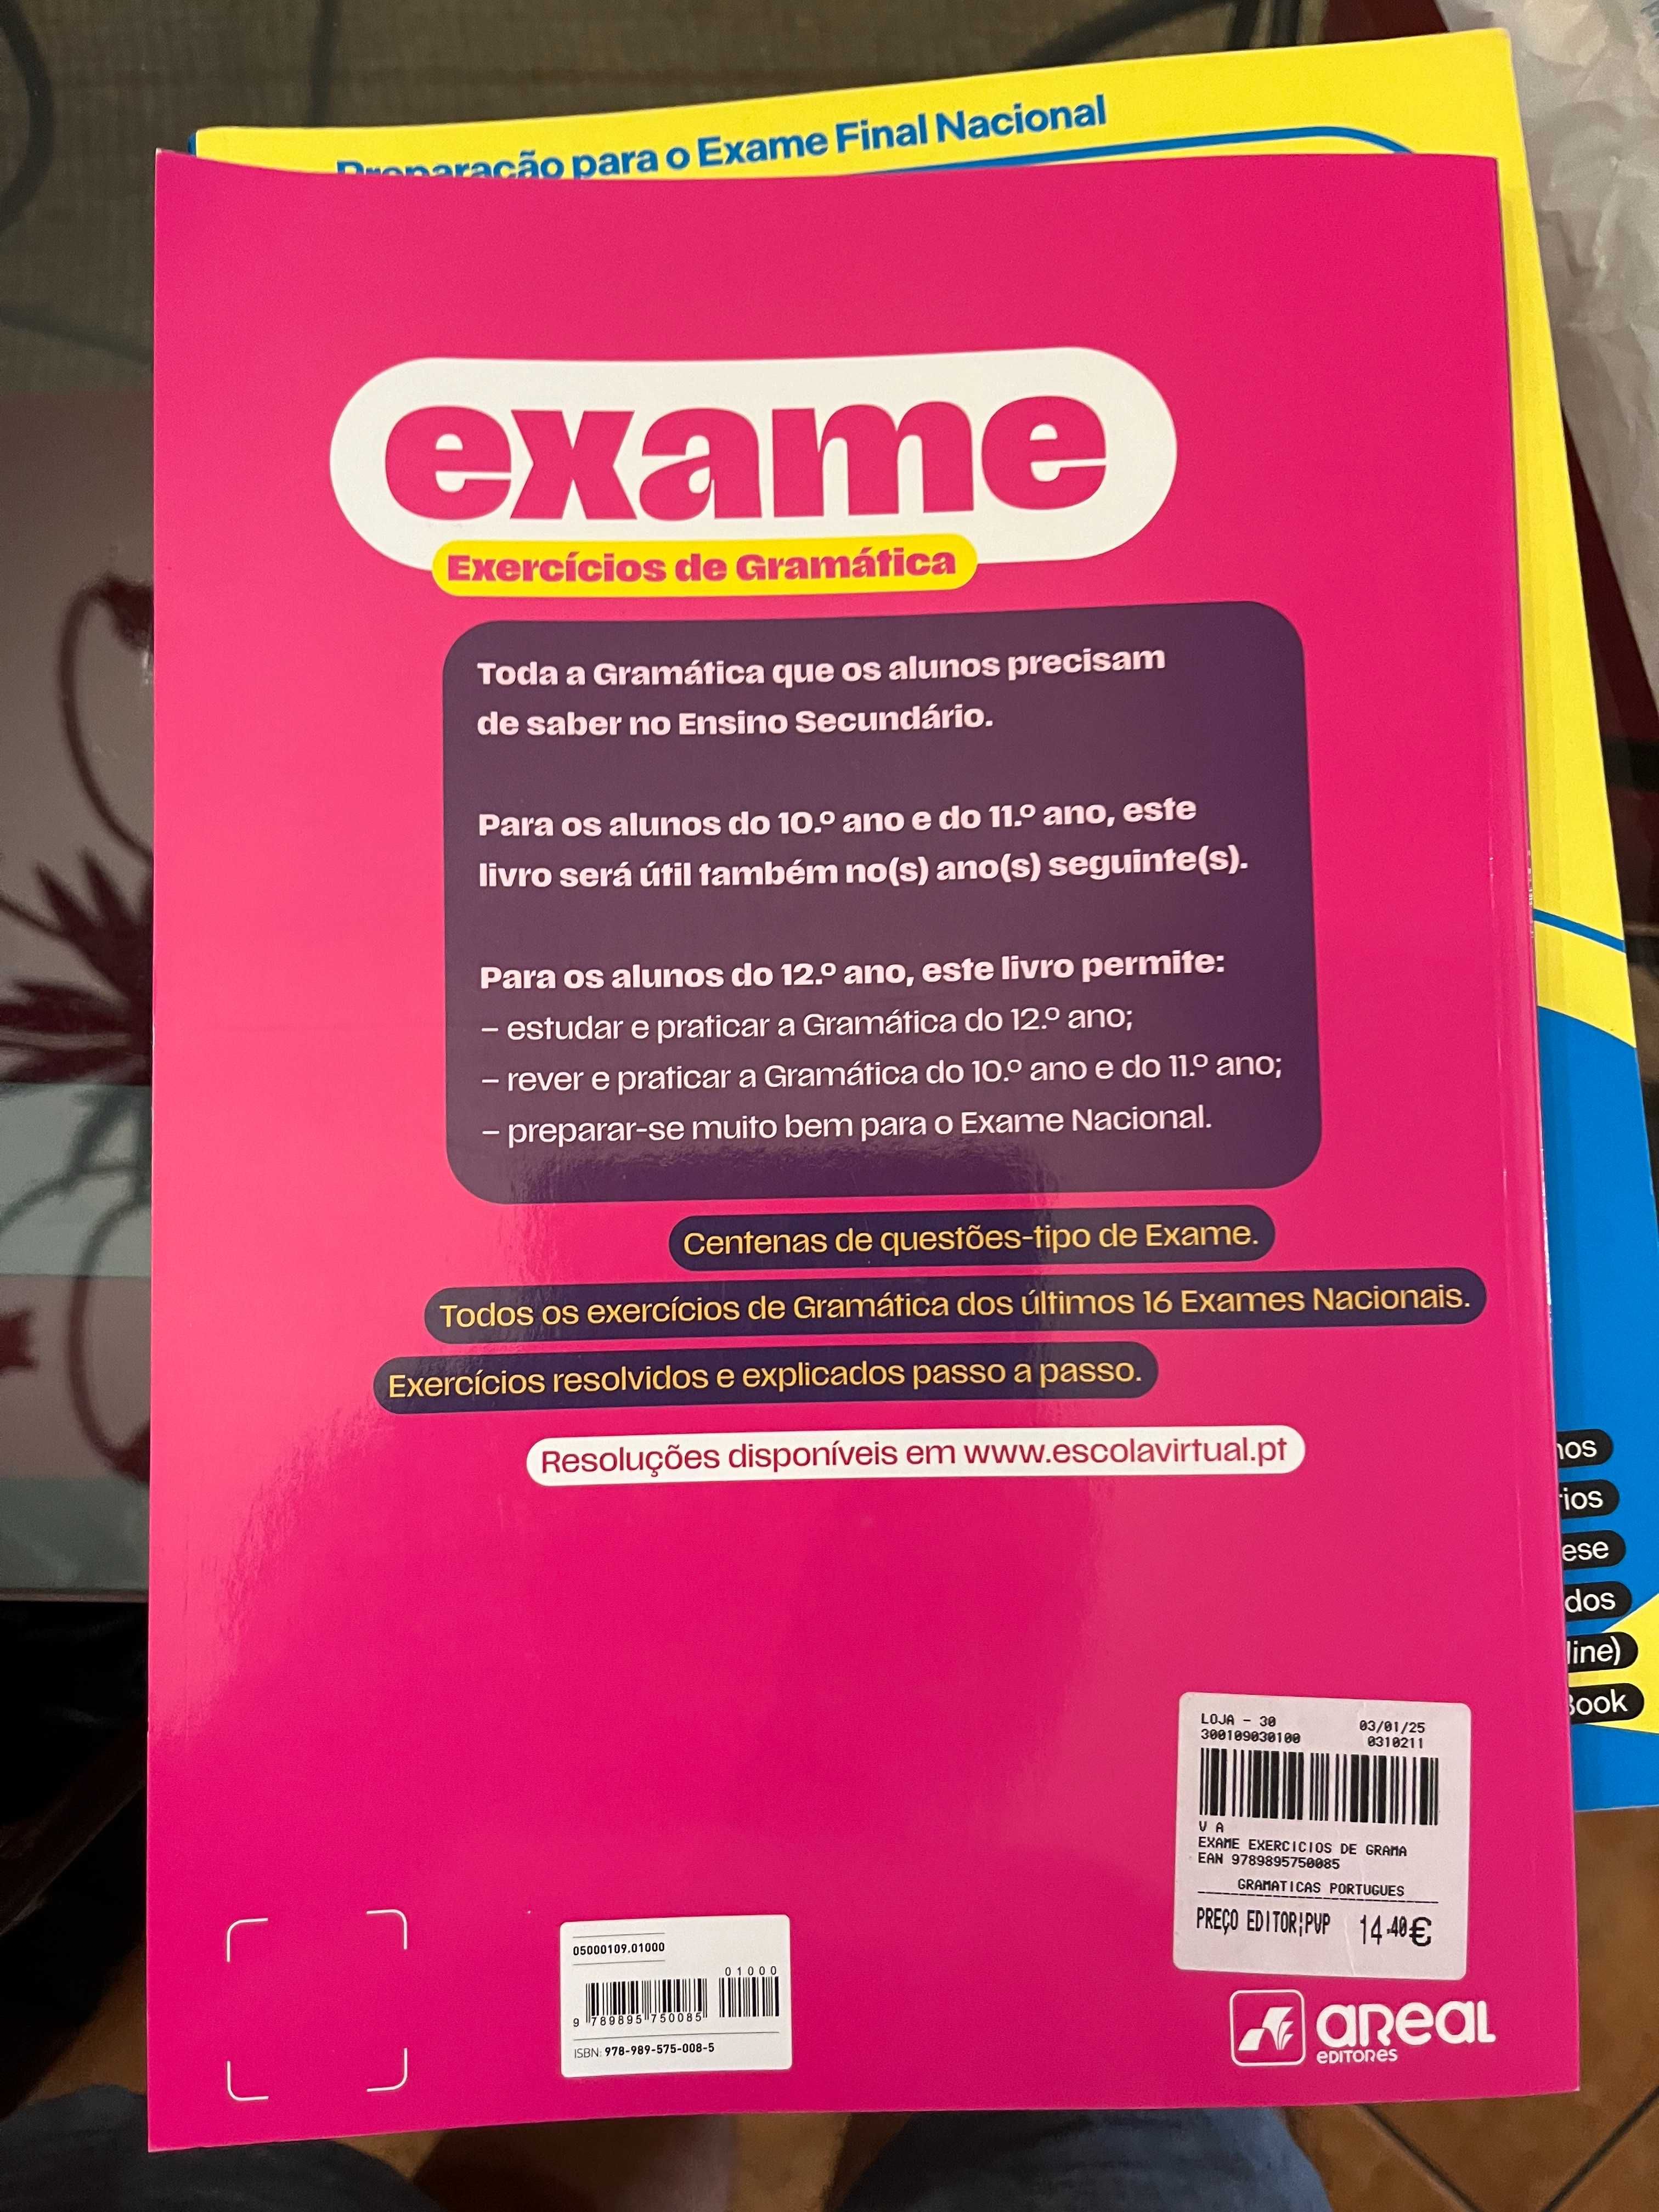 Preparação para o Exame Final Nacional
exame
Exercícios de Gramática
Toda a Gramática que os alunos precisam
de saber no Ensino Secundário.
Para os alunos do 10.º ano e do 11.º ano, este
livro será útil também no(s) ano(s) seguinte(s).
Para os alunos do 12.º ano, este livro permite:
– estudar e praticar a Gramática do 12.º ano;
– rever e praticar a Gramática do 10.º ano e do 11.º ano;
– preparar-se muito bem para o Exame Nacional.
Centenas de questões-tipo de Exame.
Todos os exercícios de Gramática dos últimos 16 Exames Nacionais.
Exercícios resolvidos e explicados passo a passo.
Resoluções disponíveis em www.escolavirtual.pt
nos
rios
ese
dos
line)
Book
LOJA - 30 03/01/25
300109030100 0310211
V A
EXAME EXERCICIOS DE GRAMA
EAN 9789895750085
GRAMATICAS PORTUGUES
PREÇO EDITOR|PVP 14.40€
05000109.01000
01000
9 789895 750085
ISBN: 978-989-575-008-5
areal
editores